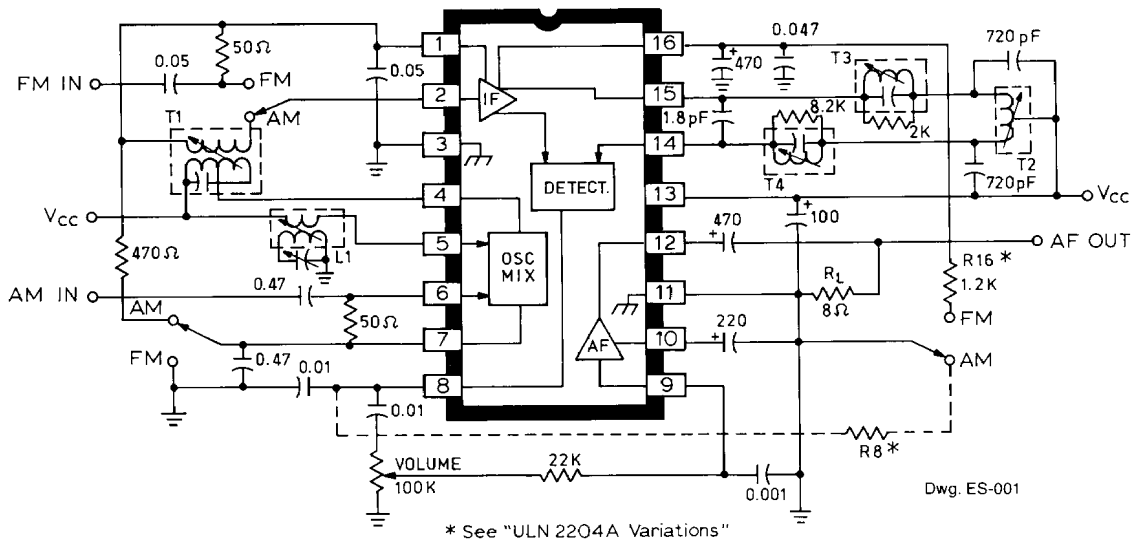 FM IN
0.05
50Ω
FM
AM
T1
VCC
470Ω
L1
AM IN
0.47
AM
50Ω
FM
0.47
0.01
0.01
VOLUME
100K
22K
0.001
0.05
1
2
3
4
5
6
7
8
IF
DETECT.
OSC
MIX
AF
16
15
14
13
12
11
10
9
+
470
0.047
T3
720 pF
1.8 pF
8.2K
2K
T4
T2
720 pF
VCC
+
100
470
+
AF OUT
RL
8Ω
R16 *
1.2K
FM
220
+
AM
R8 *
Dwg. ES-001
* See "ULN 2204A Variations"